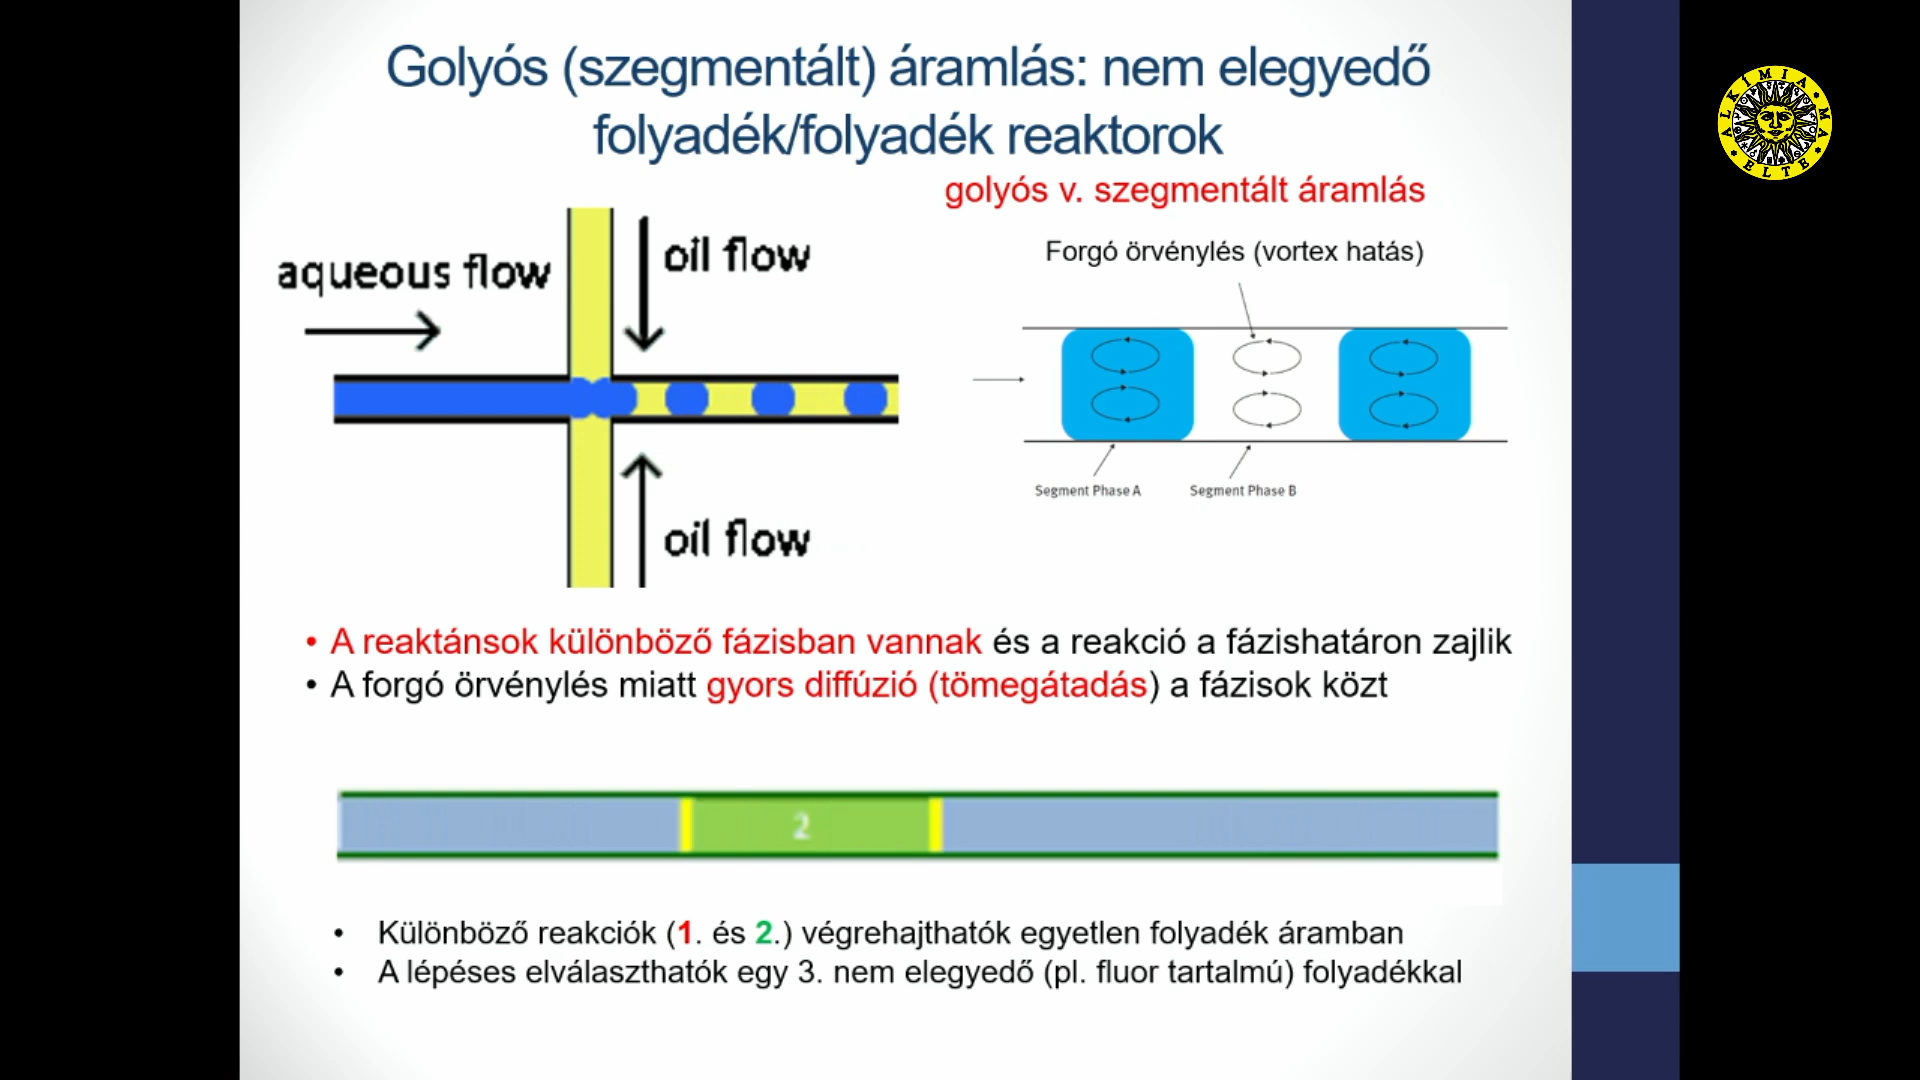 Golyós (szegmentált) áramlás: nem elegyedő
folyadék/folyadék reaktorok
golyós v. szegmentált áramlás
aqueous flow
oil flow
oil flow
Forgó örvénylés (vortex hatás)
Segment Phase A
Segment Phase B
• A reaktánsok különböző fázisban vannak és a reakció a fázishatáron zajlik
• A forgó örvénylés miatt gyors diffúzió (tömegátadás) a fázisok közt
2
• Különböző reakciók (1. és 2.) végrehajthatók egyetlen folyadék áramban
• A lépéses elválaszthatók egy 3. nem elegyedő (pl. fluor tartalmú) folyadékkal
ALKÍMIA • MA • ELTE •